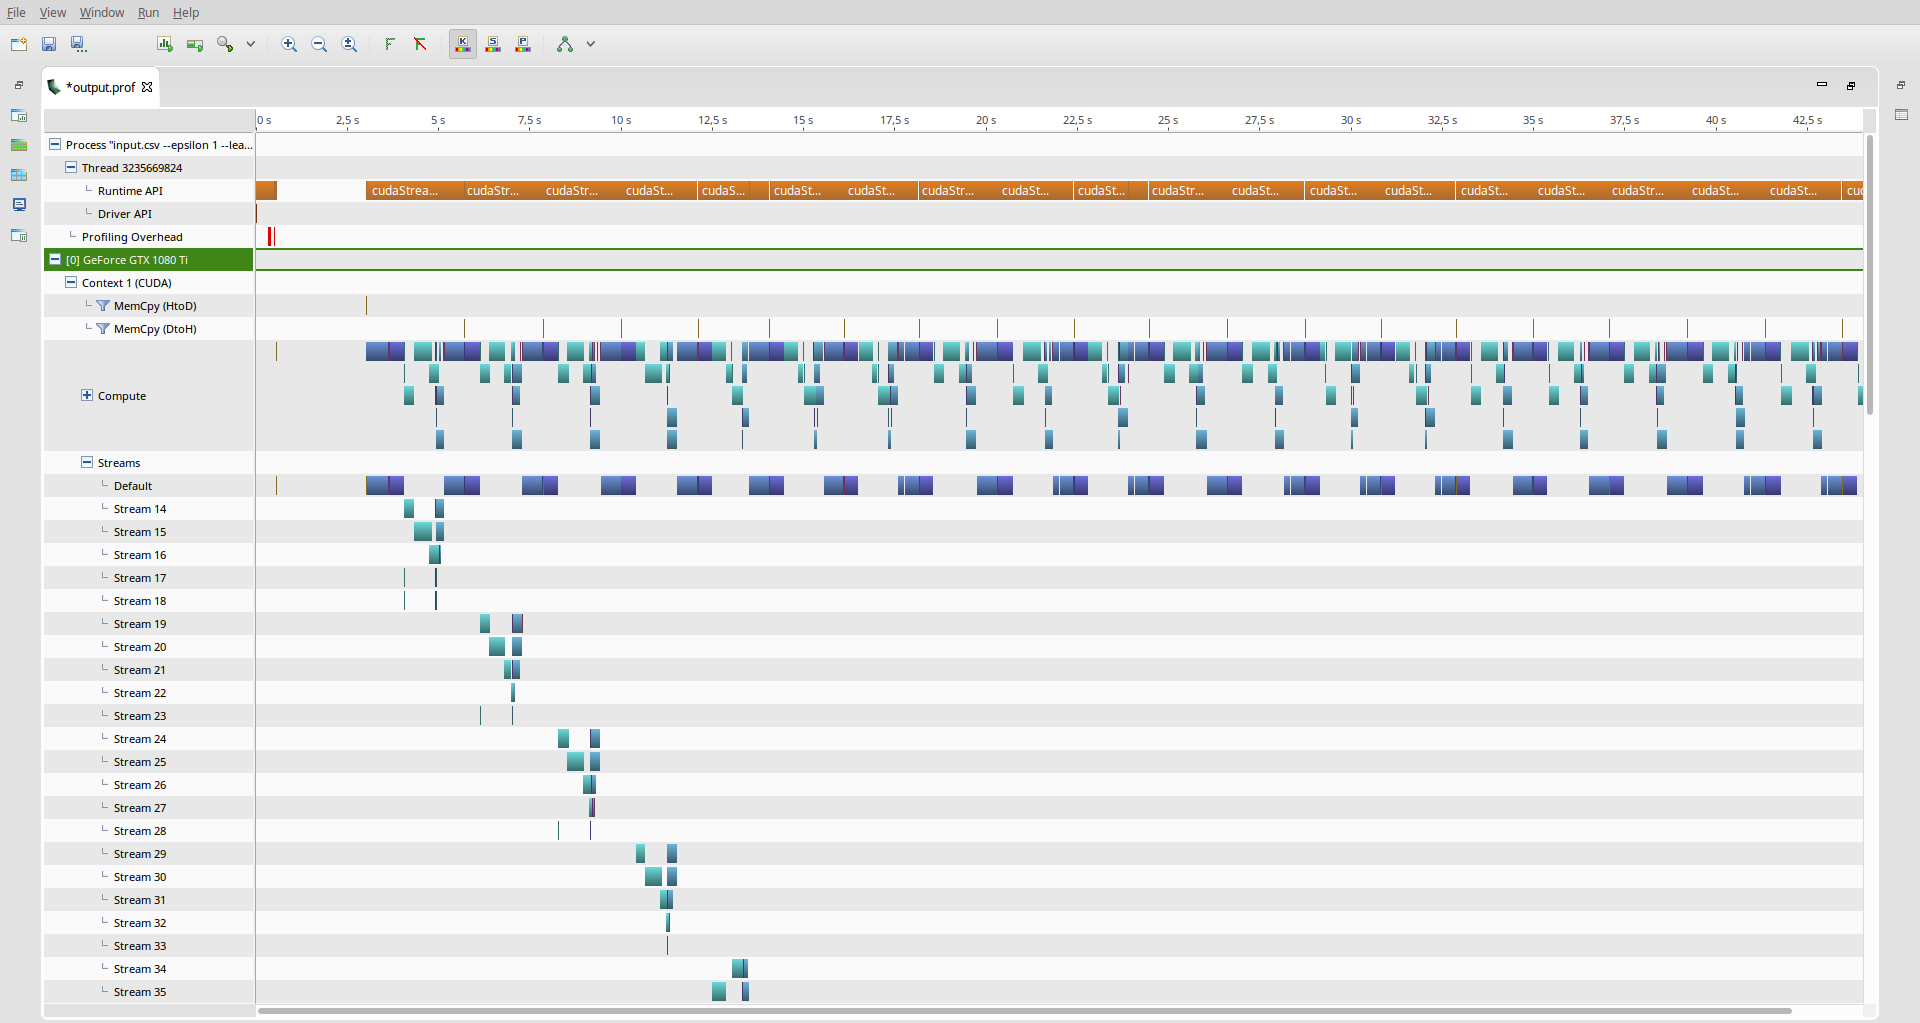 File View Window Run Help
*output.prof
0 s 2,5 s 5 s 7,5 s 10 s 12,5 s 15 s 17,5 s 20 s 22,5 s 25 s 27,5 s 30 s 32,5 s 35 s 37,5 s 40 s 42,5 s
Process "input.csv --epsilon 1 --lea...
Thread 3235669824
Runtime API cudaStrea... cudaStr... cudaStr... cudaSt... cudaS... cudaSt... cudaSt... cudaStr... cudaSt... cudaSt... cudaStr... cudaSt... cudaSt... cudaSt... cudaStr... cudaSt... cudaStr... cudaSt... cudaSt... cud
Driver API
Profiling Overhead
[0] GeForce GTX 1080 Ti
Context 1 (CUDA)
MemCpy (HtoD)
MemCpy (DtoH)
Compute
Streams
Default
Stream 14
Stream 15
Stream 16
Stream 17
Stream 18
Stream 19
Stream 20
Stream 21
Stream 22
Stream 23
Stream 24
Stream 25
Stream 26
Stream 27
Stream 28
Stream 29
Stream 30
Stream 31
Stream 32
Stream 33
Stream 34
Stream 35